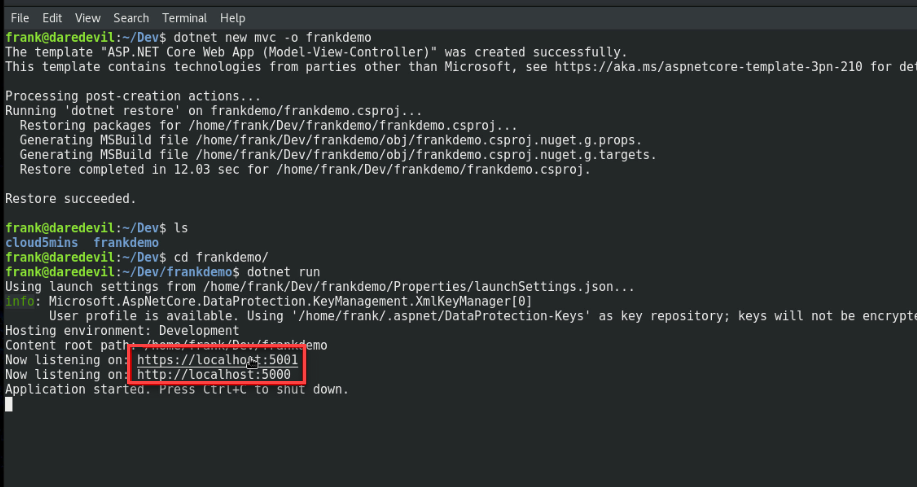 File Edit View Search Terminal Help
frank@daredevil:~/Dev$ dotnet new mvc -o frankdemo
The template "ASP.NET Core Web App (Model-View-Controller)" was created successfully.
This template contains technologies from parties other than Microsoft, see https://aka.ms/aspnetcore-template-3pn-210 for det
Processing post-creation actions...
Running 'dotnet restore' on frankdemo/frankdemo.csproj...
  Restoring packages for /home/frank/Dev/frankdemo/frankdemo.csproj...
  Generating MSBuild file /home/frank/Dev/frankdemo/obj/frankdemo.csproj.nuget.g.props.
  Generating MSBuild file /home/frank/Dev/frankdemo/obj/frankdemo.csproj.nuget.g.targets.
  Restore completed in 12.03 sec for /home/frank/Dev/frankdemo/frankdemo.csproj.
Restore succeeded.
frank@daredevil:~/Dev$ ls
cloud5mins  frankdemo
frank@daredevil:~/Dev$ cd frankdemo/
frank@daredevil:~/Dev/frankdemo$ dotnet run
Using launch settings from /home/frank/Dev/frankdemo/Properties/launchSettings.json...
info: Microsoft.AspNetCore.DataProtection.KeyManagement.XmlKeyManager[0]
      User profile is available. Using '/home/frank/.aspnet/DataProtection-Keys' as key repository; keys will not be encrypte
Hosting environment: Development
Content root path: /home/frank/Dev/frankdemo
Now listening on: https://localhost:5001
Now listening on: http://localhost:5000
Application started. Press Ctrl+C to shut down.